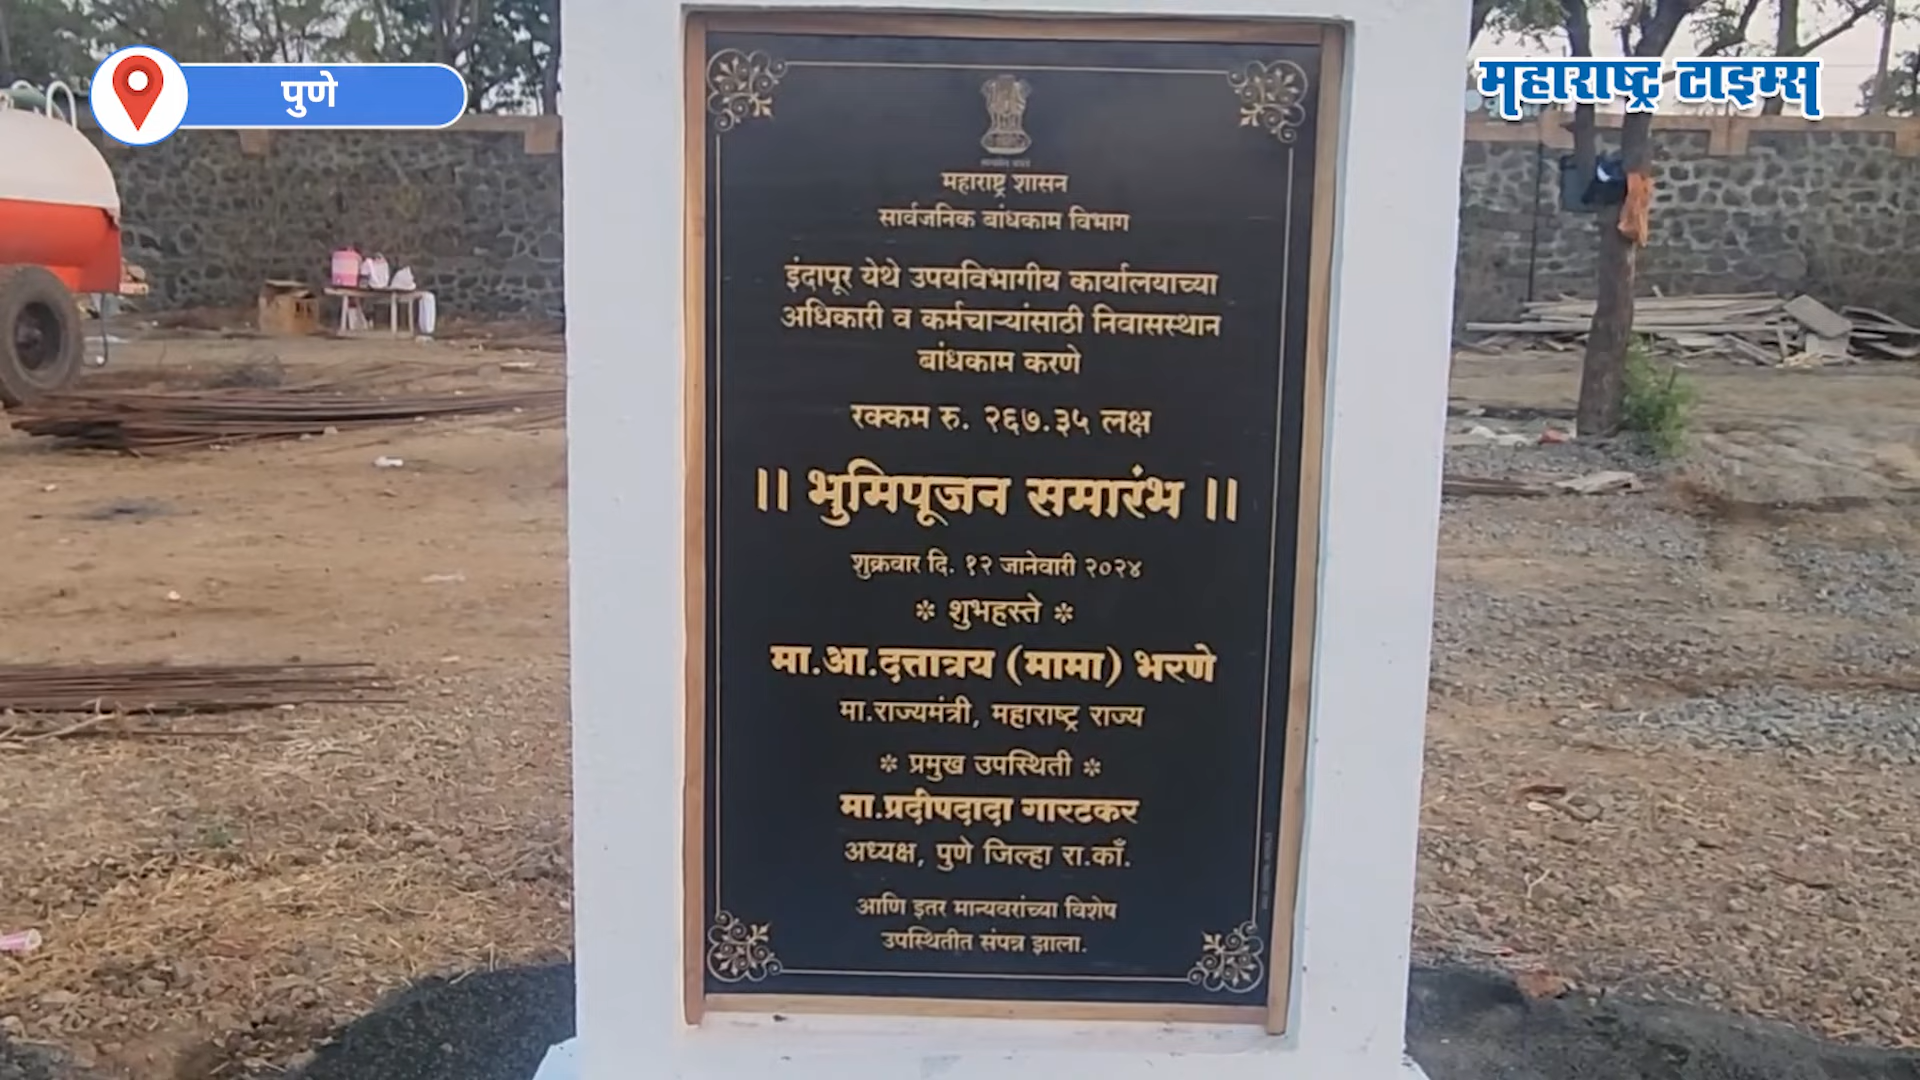 पुणे
महाराष्ट्र टाइम्स
महाराष्ट्र शासन
सार्वजनिक बांधकाम विभाग
इंदापूर येथे उपयविभागीय कार्यालयाच्या
अधिकारी व कर्मचाऱ्यांसाठी निवासस्थान
बांधकाम करणे
रक्कम रु. २६७.३५ लक्ष
।। भुमिपूजन समारंभ ।।
शुक्रवार दि. १२ जानेवारी २०२४
* शुभहस्ते *
मा.आ.दत्तात्रय (मामा) भरणे
मा.राज्यमंत्री, महाराष्ट्र राज्य
* प्रमुख उपस्थिती *
मा.प्रदीपदादा गारटकर
अध्यक्ष, पुणे जिल्हा रा.काँ.
आणि इतर मान्यवरांच्या विशेष
उपस्थितीत संपन्न झाला.